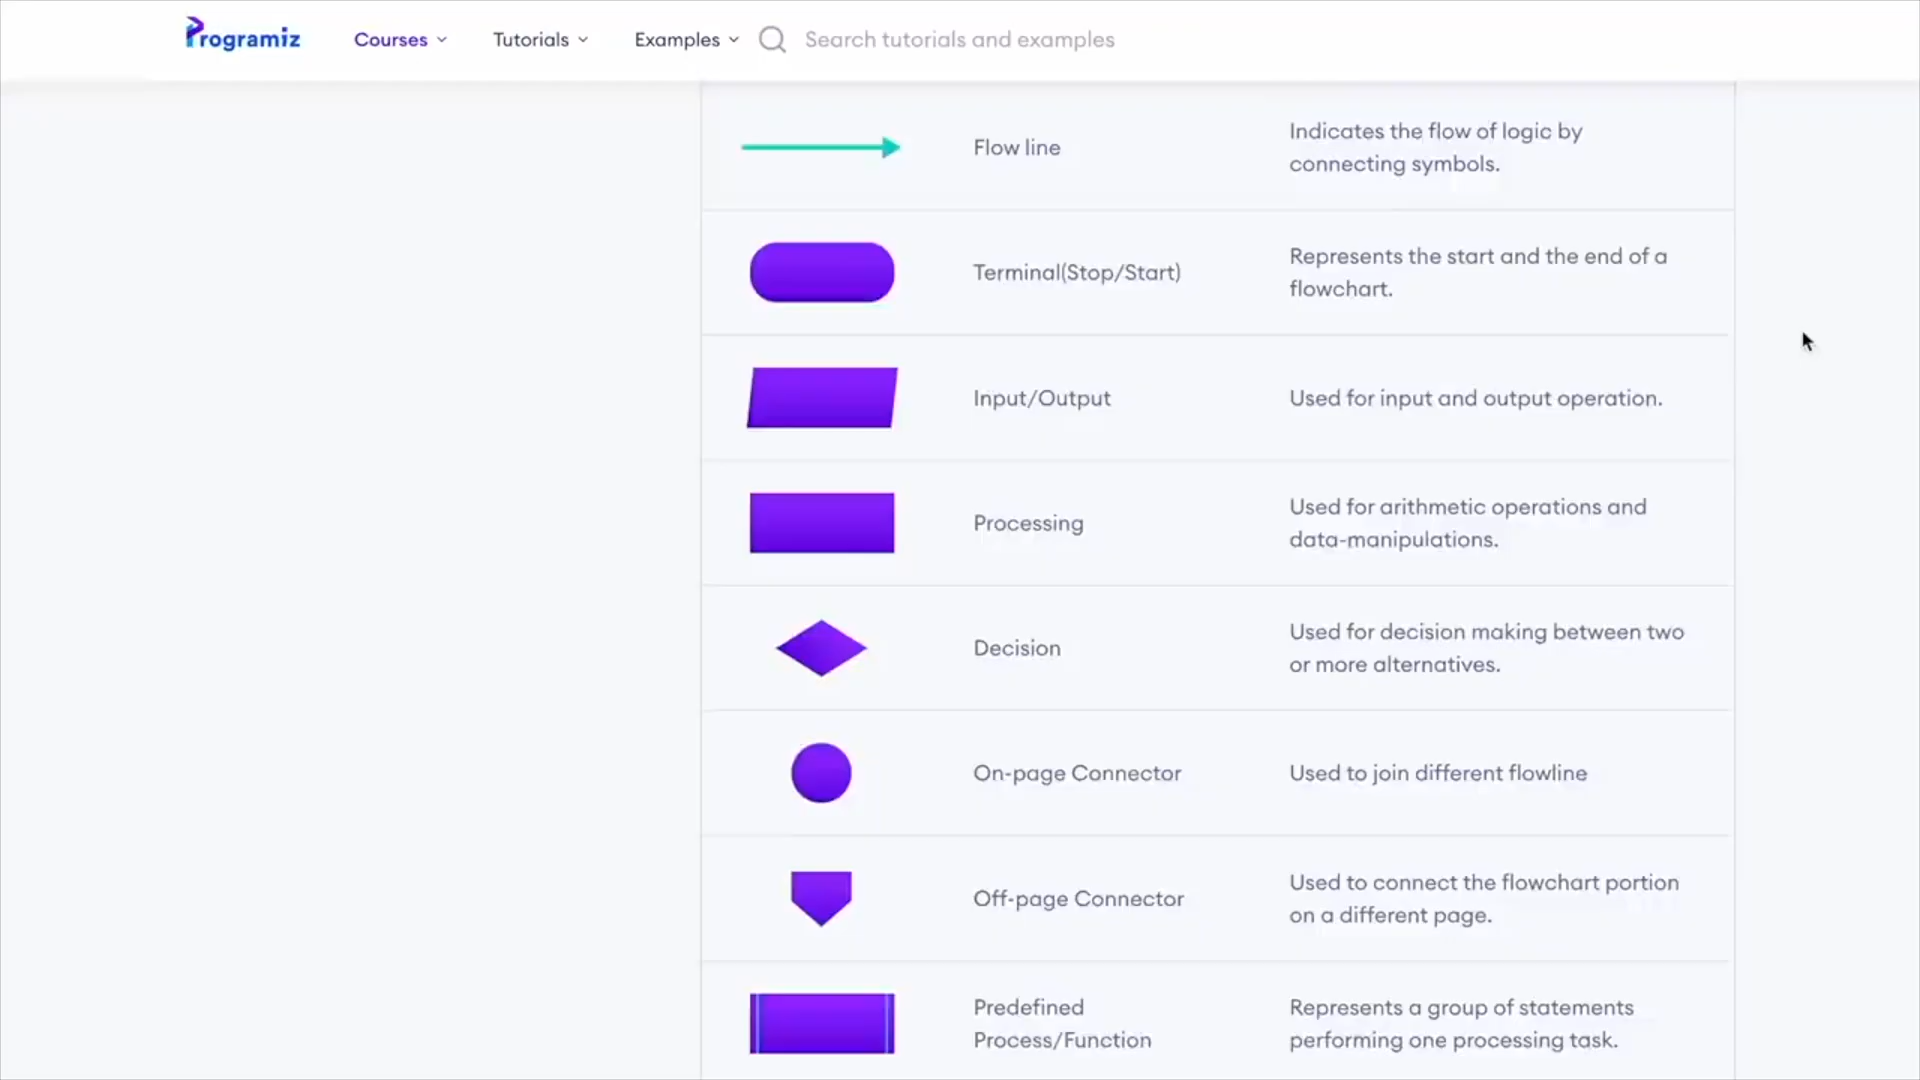 Programiz
Courses
Tutorials
Examples
Search tutorials and examples
Flow line
Indicates the flow of logic by
connecting symbols.
Terminal(Stop/Start)
Represents the start and the end of a
flowchart.
Input/Output
Used for input and output operation.
Processing
Used for arithmetic operations and
data-manipulations.
Decision
Used for decision making between two
or more alternatives.
On-page Connector
Used to join different flowline
Off-page Connector
Used to connect the flowchart portion
on a different page.
Predefined
Process/Function
Represents a group of statements
performing one processing task.